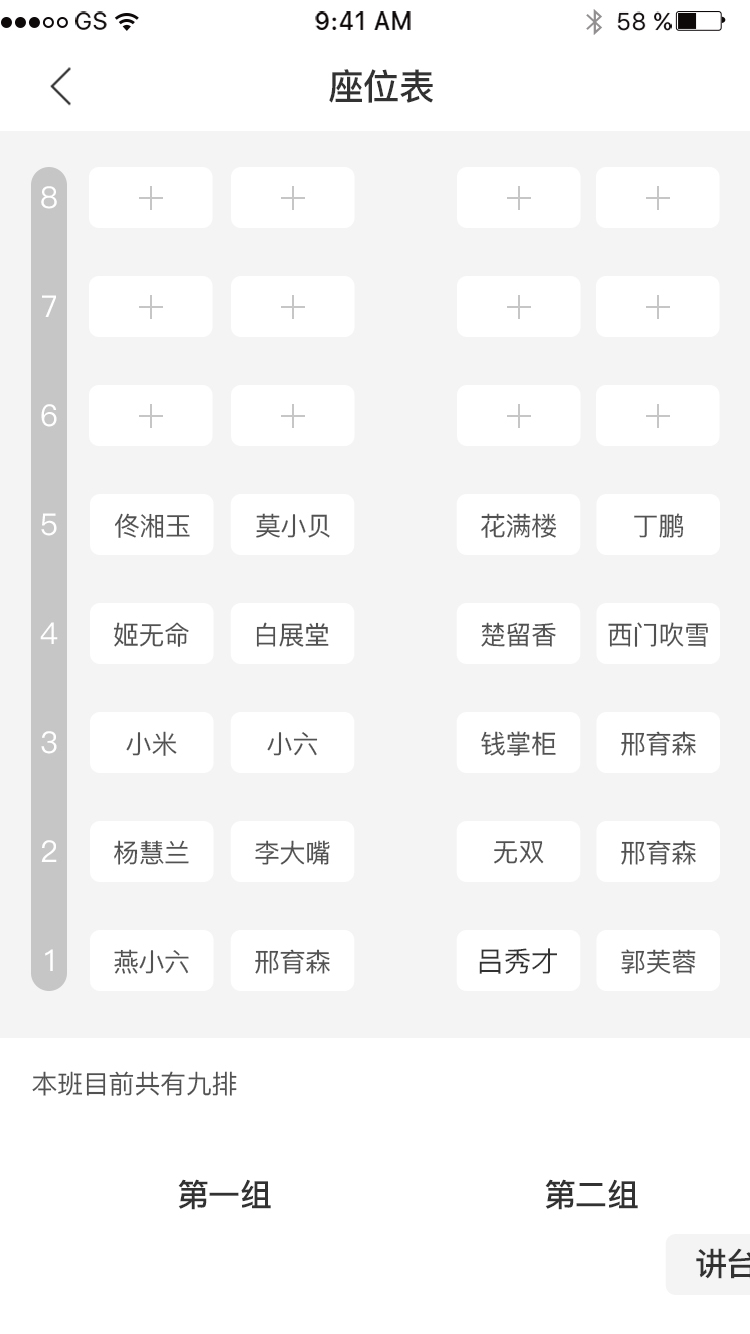 GS 9:41 AM 58 %
座位表
8 + + + +
7 + + + +
6 + + + +
5 佟湘玉 莫小贝 花满楼 丁鹏
4 姬无命 白展堂 楚留香 西门吹雪
3 小米 小六 钱掌柜 邢育森
2 杨慧兰 李大嘴 无双 邢育森
1 燕小六 邢育森 吕秀才 郭芙蓉
本班目前共有九排
第一组 第二组
讲台